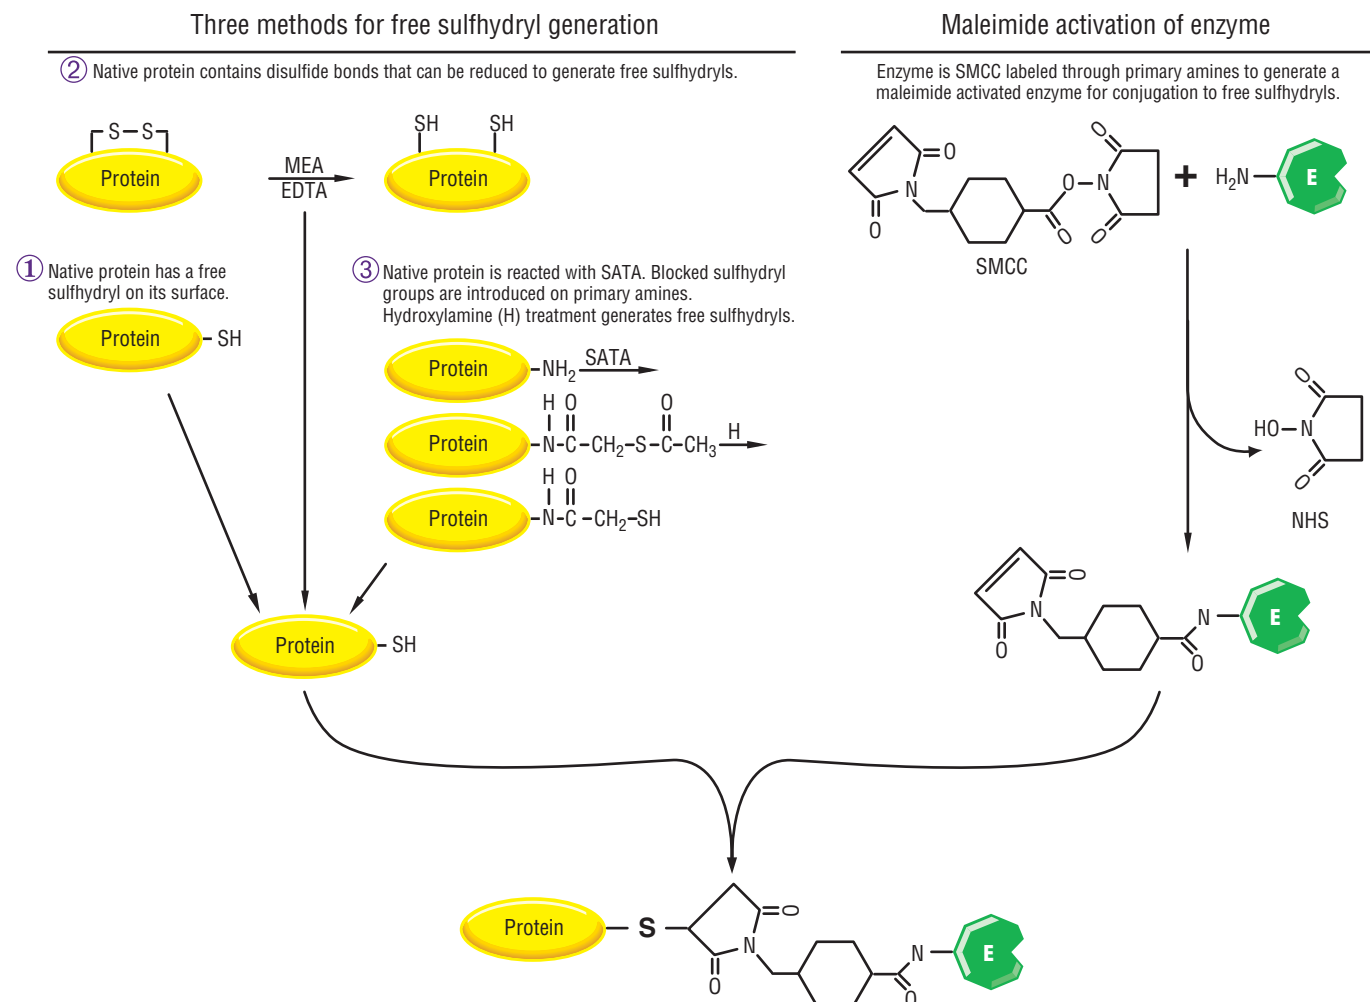 Three methods for free sulfhydryl generation
② Native protein contains disulfide bonds that can be reduced to generate free sulfhydryls.
S–S
Protein
MEA
EDTA
SH SH
Protein
① Native protein has a free
sulfhydryl on its surface.
Protein – SH
③ Native protein is reacted with SATA. Blocked sulfhydryl
groups are introduced on primary amines.
Hydroxylamine (H) treatment generates free sulfhydryls.
Protein –NH₂ SATA
H O O
Protein –N–C–CH₂–S–C–CH₃ H
H O
Protein –N–C–CH₂–SH
Protein – SH
Maleimide activation of enzyme
Enzyme is SMCC labeled through primary amines to generate a
maleimide activated enzyme for conjugation to free sulfhydryls.
O
N
O
O
O
O
N
O
SMCC
+
H₂N– E
O
HO–N
O
NHS
O
N
O
O
N – E
Protein – S
O
N
O
O
N – E